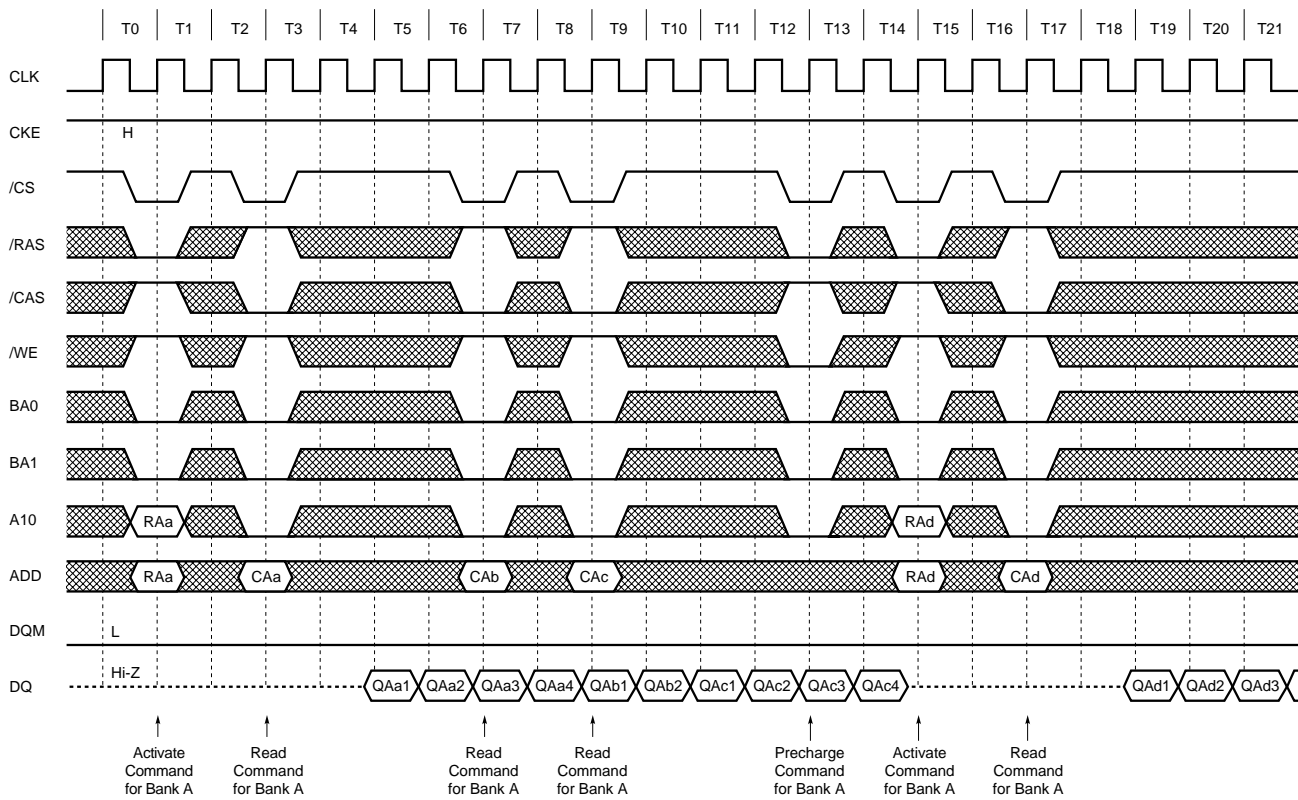 T0 T1 T2 T3 T4 T5 T6 T7 T8 T9 T10 T11 T12 T13 T14 T15 T16 T17 T18 T19 T20 T21
CLK
CKE H
/CS
/RAS
/CAS
/WE
BA0
BA1
A10 RAa RAd
ADD RAa CAa CAb CAc RAd CAd
DQM L
Hi-Z
DQ QAa1 QAa2 QAa3 QAa4 QAb1 QAb2 QAc1 QAc2 QAc3 QAc4 QAd1 QAd2 QAd3
Activate
Command
for Bank A
Read
Command
for Bank A
Read
Command
for Bank A
Read
Command
for Bank A
Precharge
Command
for Bank A
Activate
Command
for Bank A
Read
Command
for Bank A